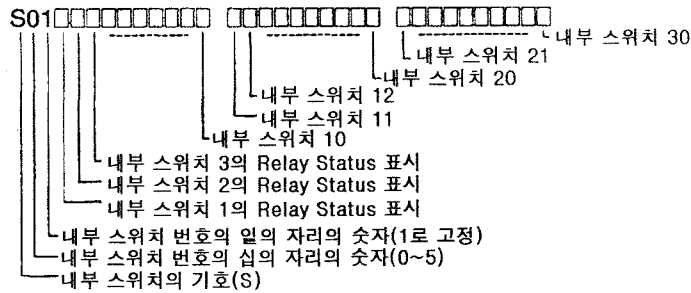 S01□□□□□□□□□□ □□□□□□□□□□ □□□□□□□□□□
내부 스위치 30
내부 스위치 21
내부 스위치 20
내부 스위치 12
내부 스위치 11
내부 스위치 10
내부 스위치 3의 Relay Status 표시
내부 스위치 2의 Relay Status 표시
내부 스위치 1의 Relay Status 표시
내부 스위치 번호의 일의 자리의 숫자(1로 고정)
내부 스위치 번호의 십의 자리의 숫자(0~5)
내부 스위치의 기호(S)